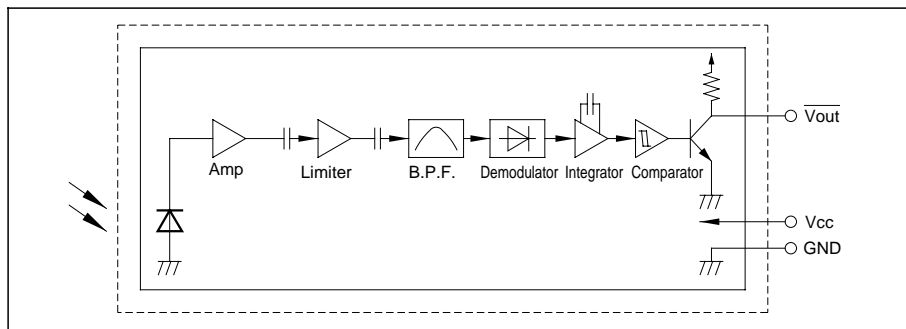 Amp
Limiter
B.P.F.
Demodulator
Integrator
Comparator
Vout
Vcc
GND